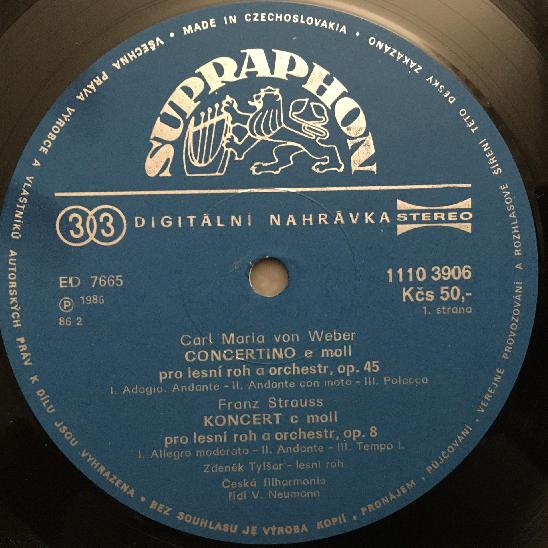 MADE IN CZECHOSLOVAKIA • VŠECHNA PRÁVA VÝROBCE A VLASTNÍKŮ AUTORSKÝCH PRÁV K DÍLU JSOU VYHRAZENA • BEZ SOUHLASU JE VÝROBA KOPIÍ, PRONÁJEM, PŮJČOVÁNÍ, VEŘEJNÉ PROVOZOVÁNÍ A ROZHLASOVÉ ŠÍŘENÍ TÉTO DESKY ZAKÁZÁNO •
SUPRAPHON
33 DIGITÁLNÍ NAHRÁVKA STEREO
ED 7665
1110 3906
Ⓟ 1986
Kčs 50,-
86 2
1. strana
Carl Maria von Weber
CONCERTINO e moll
pro lesní roh a orchestr, op. 45
I. Adagio. Andante - II. Andante con moto - III. Polacca
Franz Strauss
KONCERT c moll
pro lesní roh a orchestr, op. 8
I. Allegro moderato - II. Andante - III. Tempo I.
Zdeněk Tylšar - lesní roh
Česká filharmonie
řídí V. Neumann